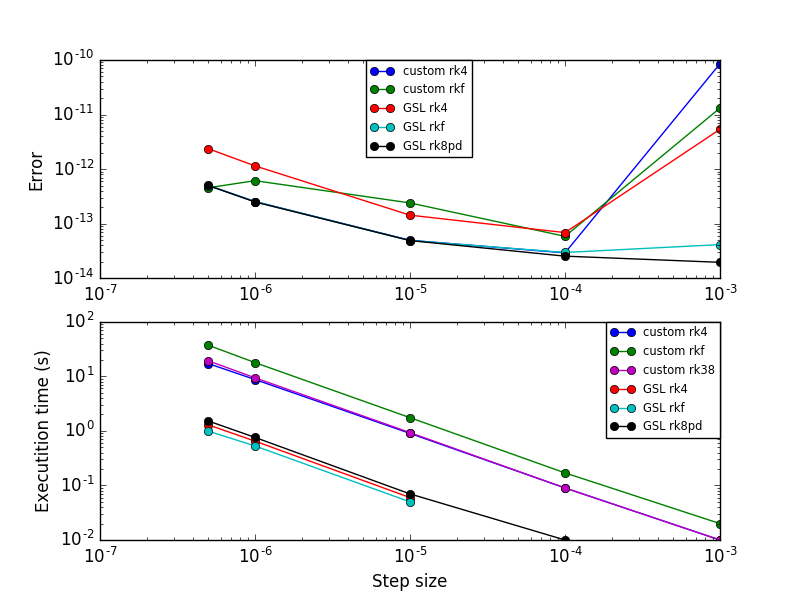 10^-10
10^-11
10^-12
10^-13
10^-14
Error
custom rk4
custom rkf
GSL rk4
GSL rkf
GSL rk8pd
10^-7
10^-6
10^-5
10^-4
10^-3
10^2
10^1
10^0
10^-1
10^-2
Executition time (s)
custom rk4
custom rkf
custom rk38
GSL rk4
GSL rkf
GSL rk8pd
10^-7
10^-6
10^-5
10^-4
10^-3
Step size